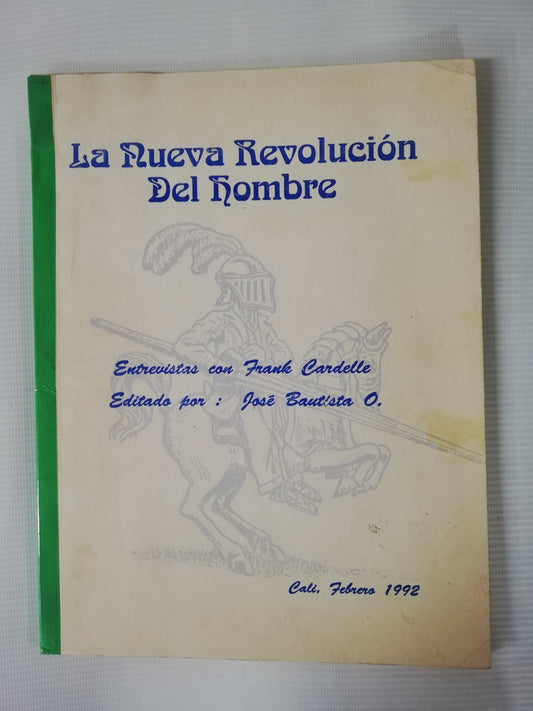 La Nueva Revolución
Del Hombre
Entrevistas con Frank Cardelle
Editado por : José Bautista O.
Cali, Febrero 1992